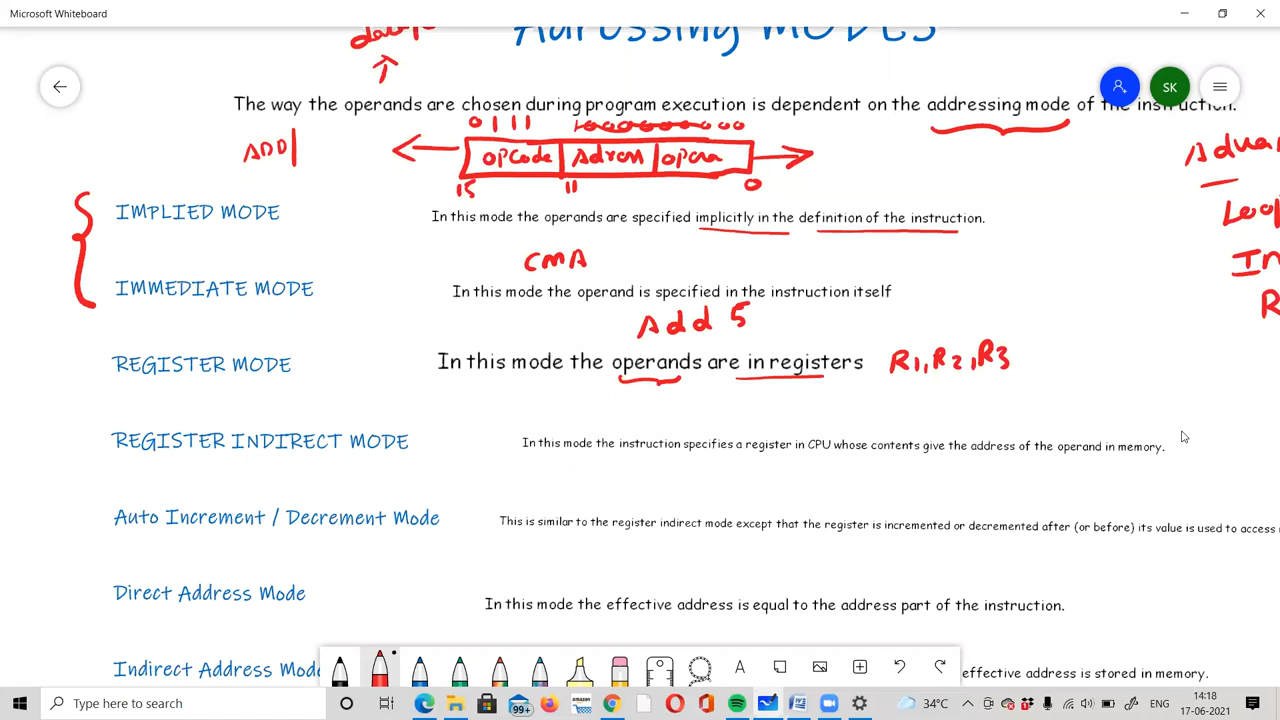 Microsoft Whiteboard
Adrossing MODES
SK
The way the operands are chosen during program execution is dependent on the addressing mode of the instruction.
ADD
opcode
15
11
0
IMPLIED MODE
In this mode the operands are specified implicitly in the definition of the instruction.
CMA
IMMEDIATE MODE
In this mode the operand is specified in the instruction itself
Add 5
REGISTER MODE
In this mode the operands are in registers
R1, R2, R3
REGISTER INDIRECT MODE
In this mode the instruction specifies a register in CPU whose contents give the address of the operand in memory.
Auto Increment / Decrement Mode
This is similar to the register indirect mode except that the register is incremented or decremented after (or before) its value is used to access
Direct Address Mode
In this mode the effective address is equal to the address part of the instruction.
Indirect Address Mode
effective address is stored in memory.
Type here to search
99+
34°C
14:18
17-06-2021